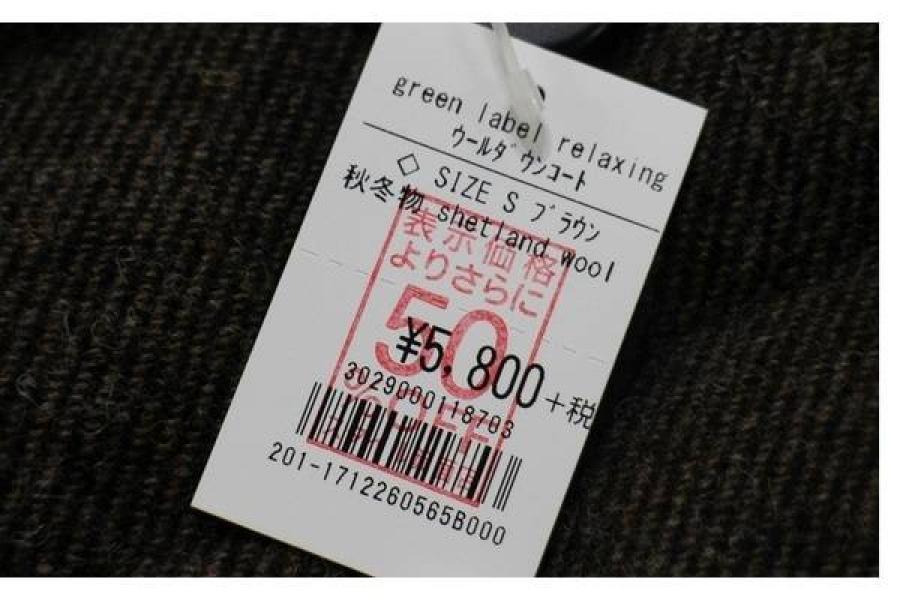 green label relaxing
ウールダウンコート
◇ SIZE S ブラウン
秋冬物 shetland wool
表示価格
よりさらに
50
%OFF
¥5,800+税
3029000118703
201-1712260565B000